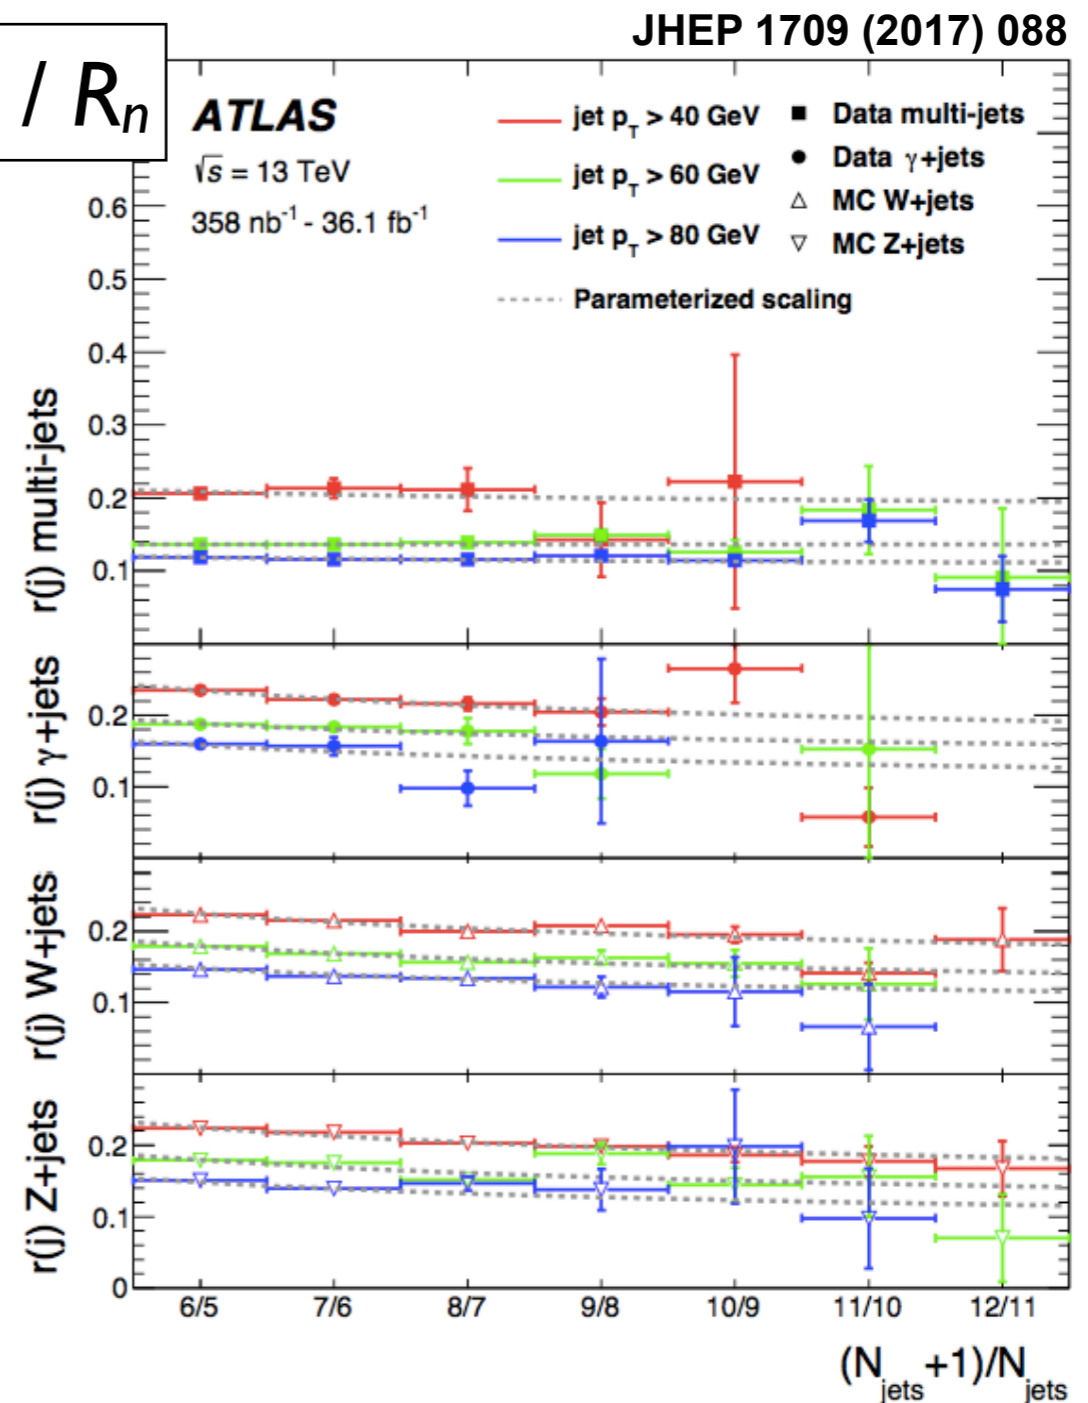 JHEP 1709 (2017) 088
/ Rn
ATLAS
√s = 13 TeV
358 nb-1 - 36.1 fb-1
jet pT > 40 GeV
jet pT > 60 GeV
jet pT > 80 GeV
Parameterized scaling
Data multi-jets
Data γ+jets
MC W+jets
MC Z+jets
r(j) multi-jets
0.6
0.5
0.4
0.3
0.2
0.1
r(j) γ+jets
0.2
0.1
r(j) W+jets
0.2
0.1
r(j) Z+jets
0.2
0.1
0
6/5 7/6 8/7 9/8 10/9 11/10 12/11
(Njets+1)/Njets